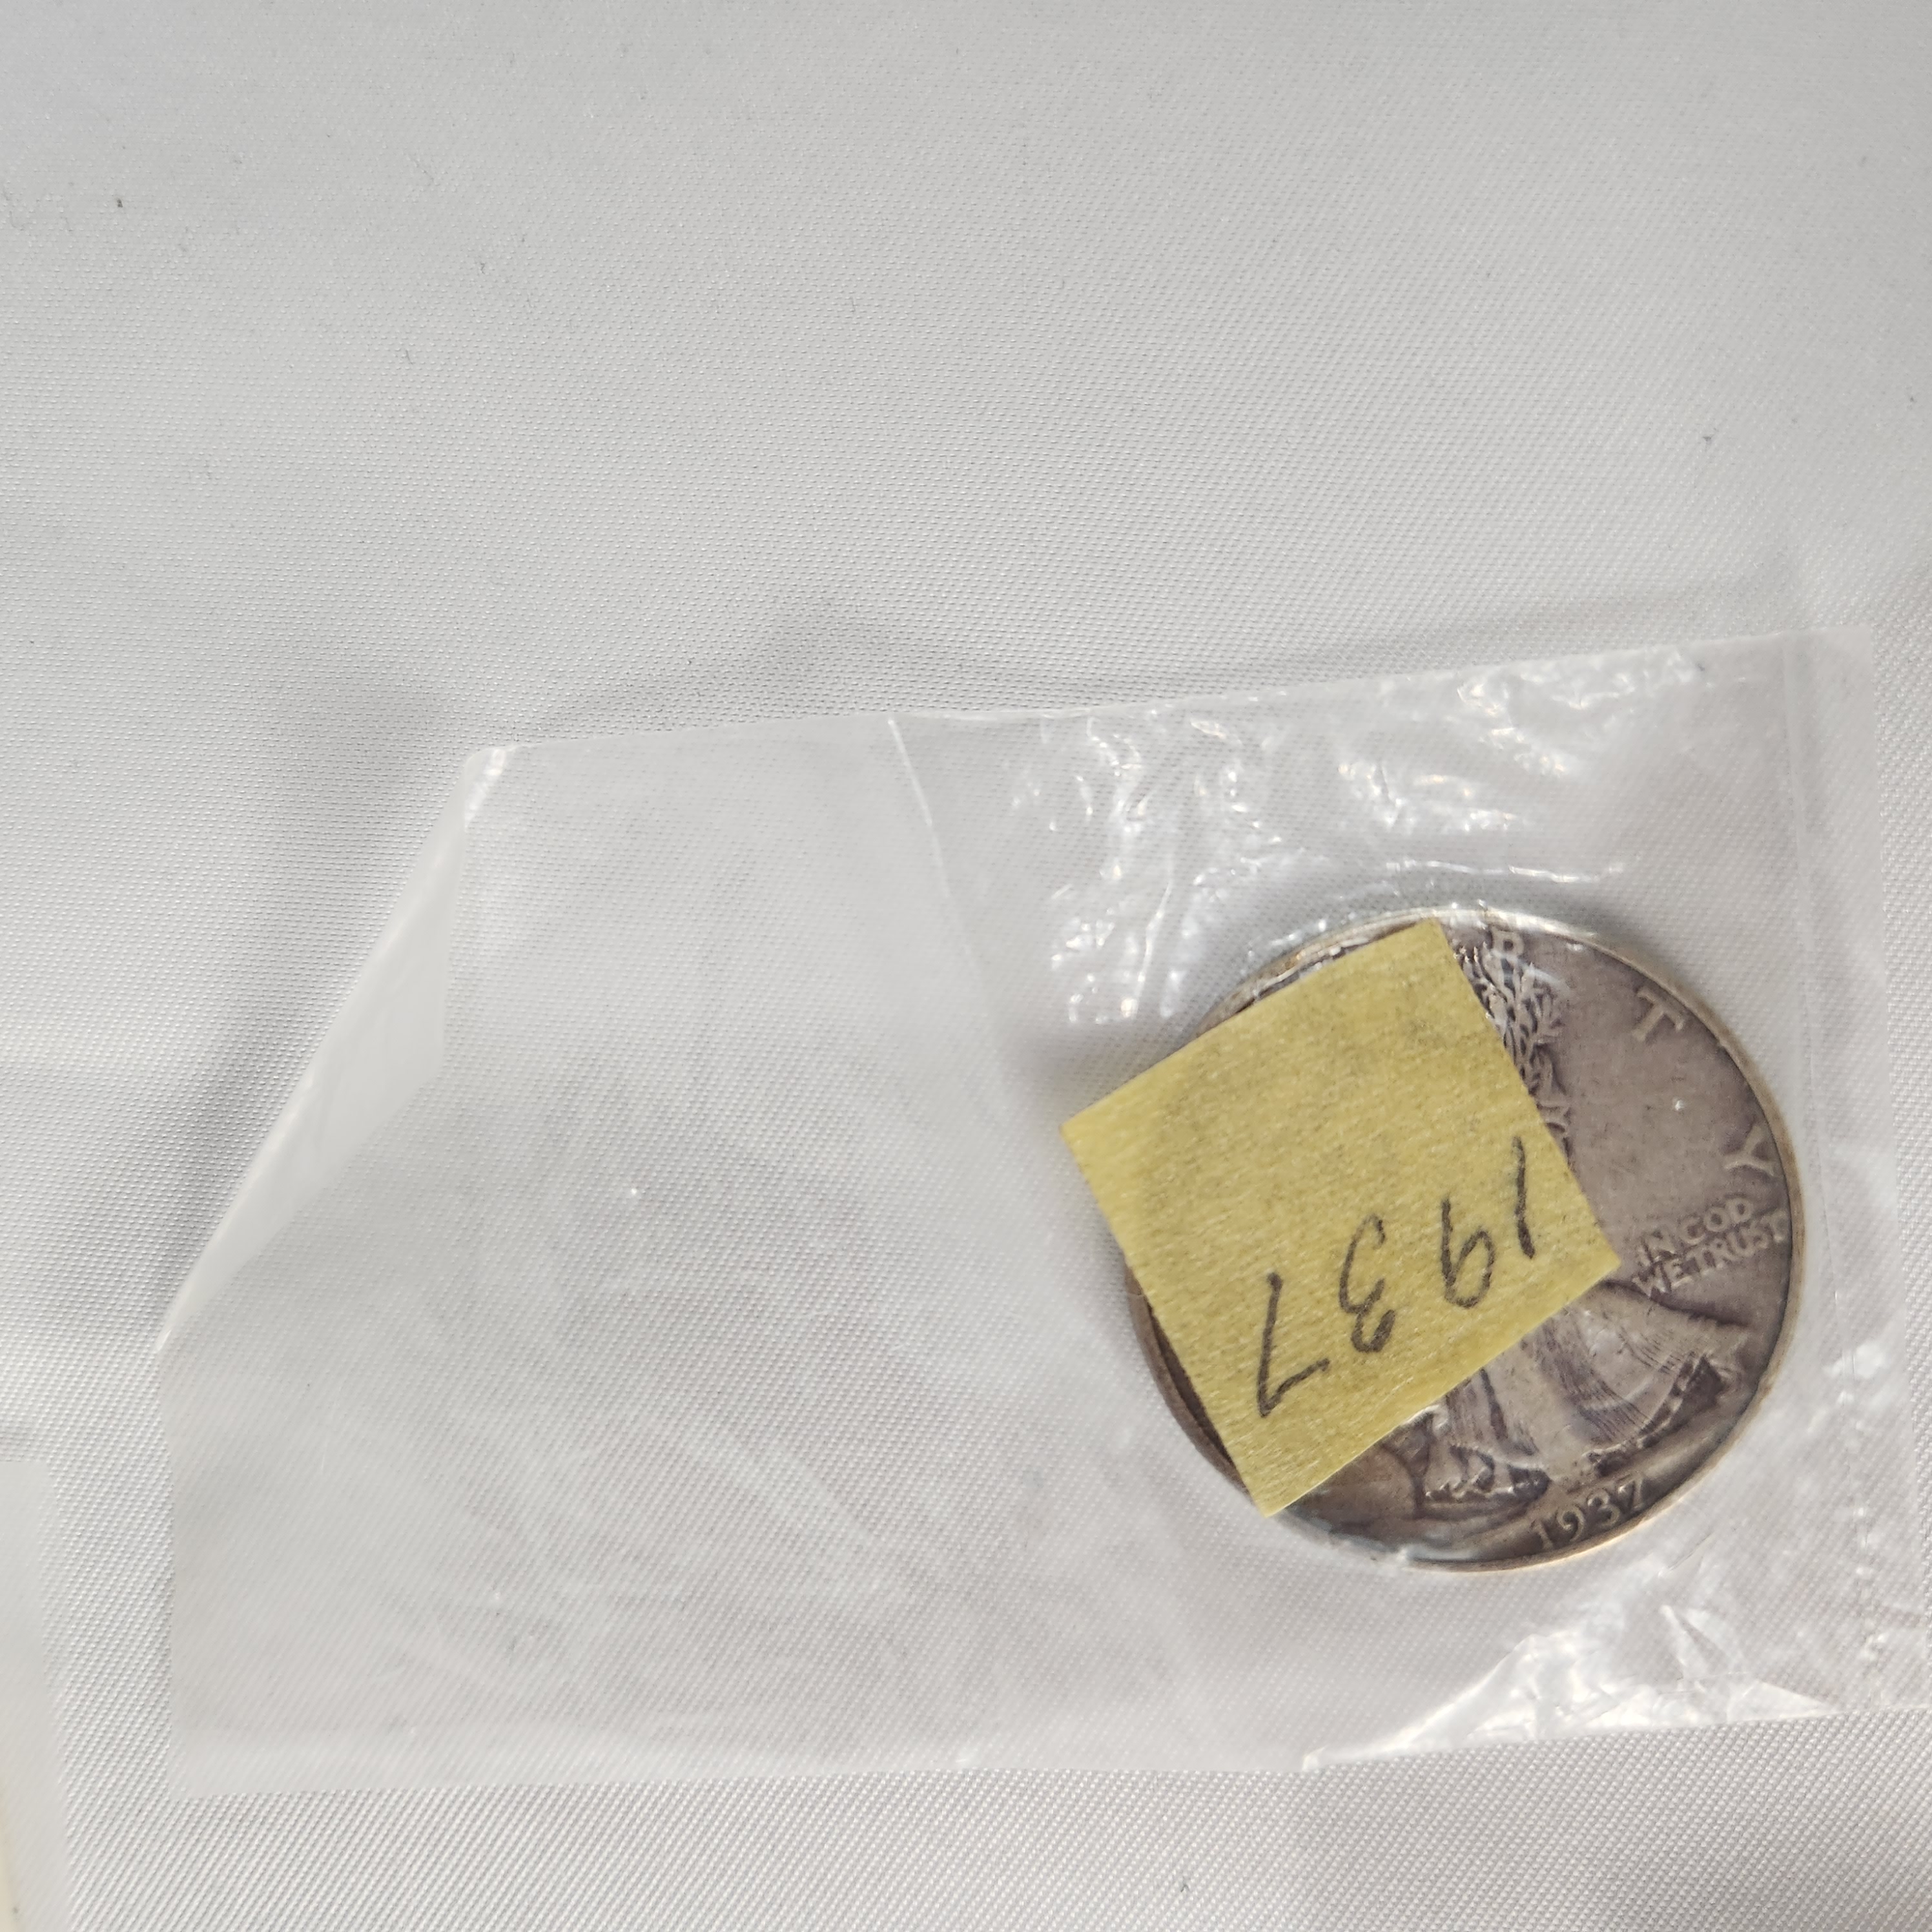 R T Y
IN GOD
WE TRUST
1937
1937